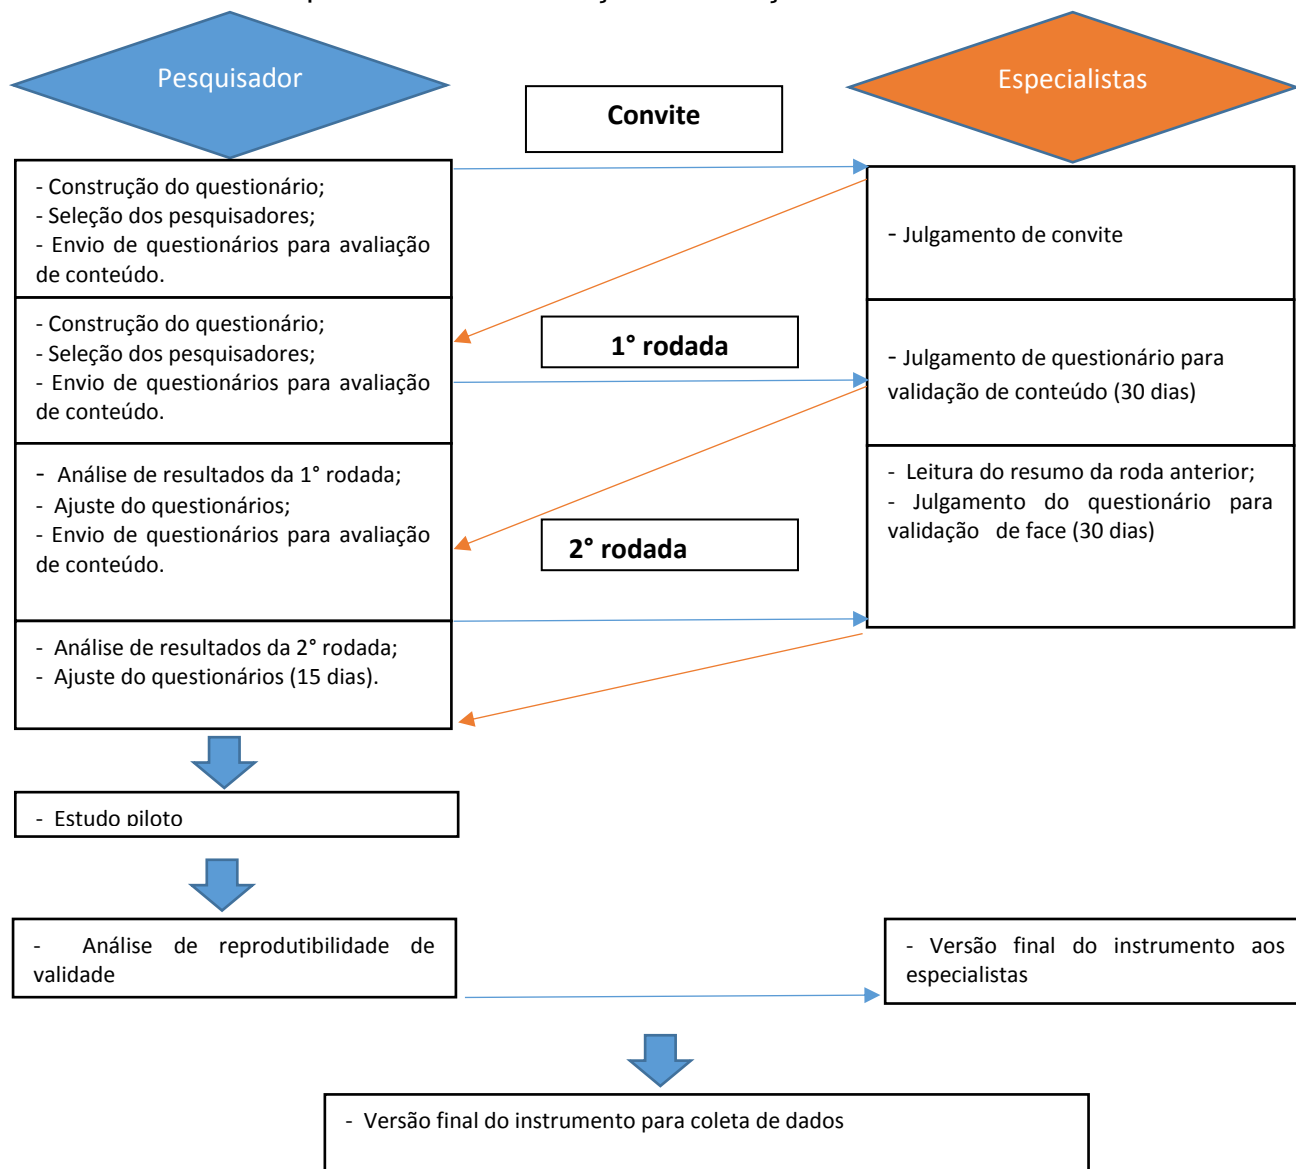 Pesquisador
Especialistas
Convite
- Construção do questionário;
- Seleção dos pesquisadores;
- Envio de questionários para avaliação
de conteúdo.
- Julgamento de convite
- Construção do questionário;
- Seleção dos pesquisadores;
- Envio de questionários para avaliação
de conteúdo.
1° rodada
- Julgamento de questionário para
validação de conteúdo (30 dias)
- Análise de resultados da 1° rodada;
- Ajuste do questionários;
- Envio de questionários para avaliação
de conteúdo.
2° rodada
- Leitura do resumo da roda anterior;
- Julgamento do questionário para
validação de face (30 dias)
- Análise de resultados da 2° rodada;
- Ajuste do questionários (15 dias).
- Estudo piloto
- Análise de reprodutibilidade de
validade
- Versão final do instrumento aos
especialistas
- Versão final do instrumento para coleta de dados